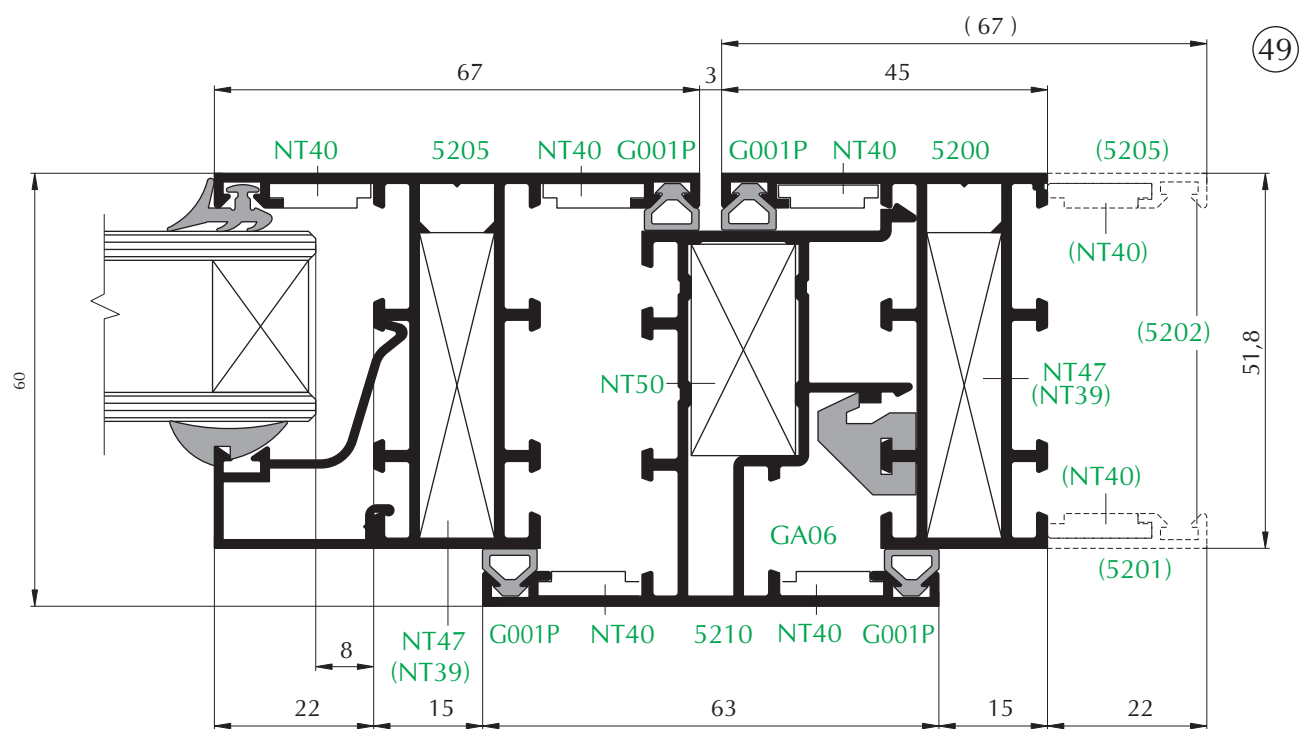 ( 67 )
49
67
3
45
NT40
5205
NT40
G001P
G001P
NT40
5200
(5205)
(NT40)
(5202)
60
51,8
NT50
NT47
(NT39)
(NT40)
GA06
(5201)
G001P
NT40
5210
NT40
G001P
NT47
(NT39)
8
22
15
63
15
22